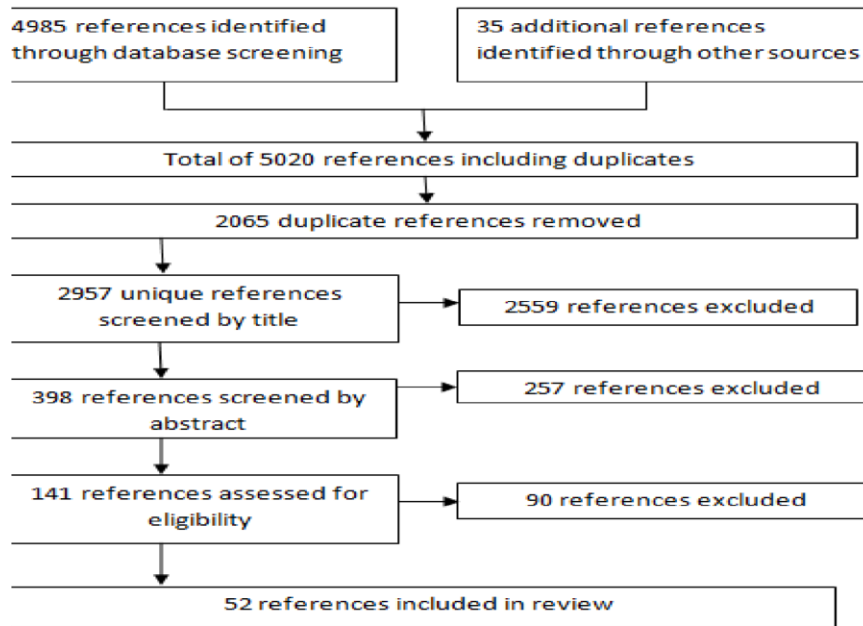 4985 references identified
through database screening
35 additional references
identified through other sources
Total of 5020 references including duplicates
2065 duplicate references removed
2957 unique references
screened by title
2559 references excluded
398 references screened by
abstract
257 references excluded
141 references assessed for
eligibility
90 references excluded
52 references included in review